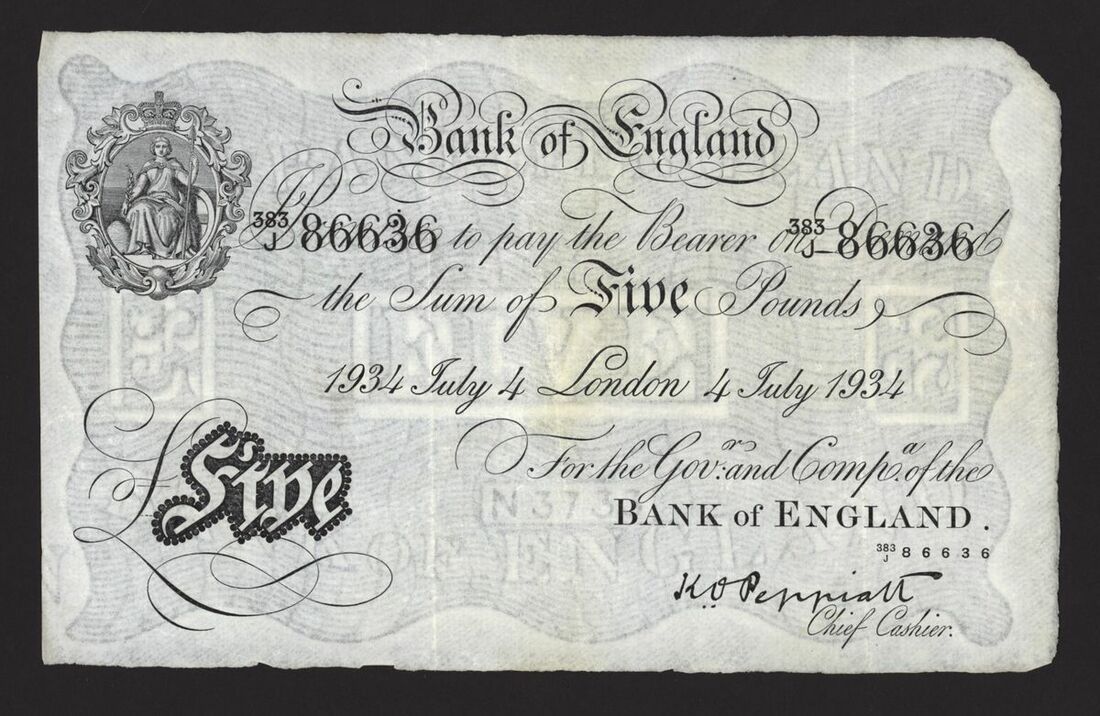 Bank of England
383/J 86636 to pay the Bearer on 383/J 86636
the Sum of Five Pounds
1934 July 4 London 4 July 1934
£Five
For the Govr. and Compa. of the
N373
BANK of ENGLAND.
383/J 86636
K.O. Peppiatt
Chief Cashier.